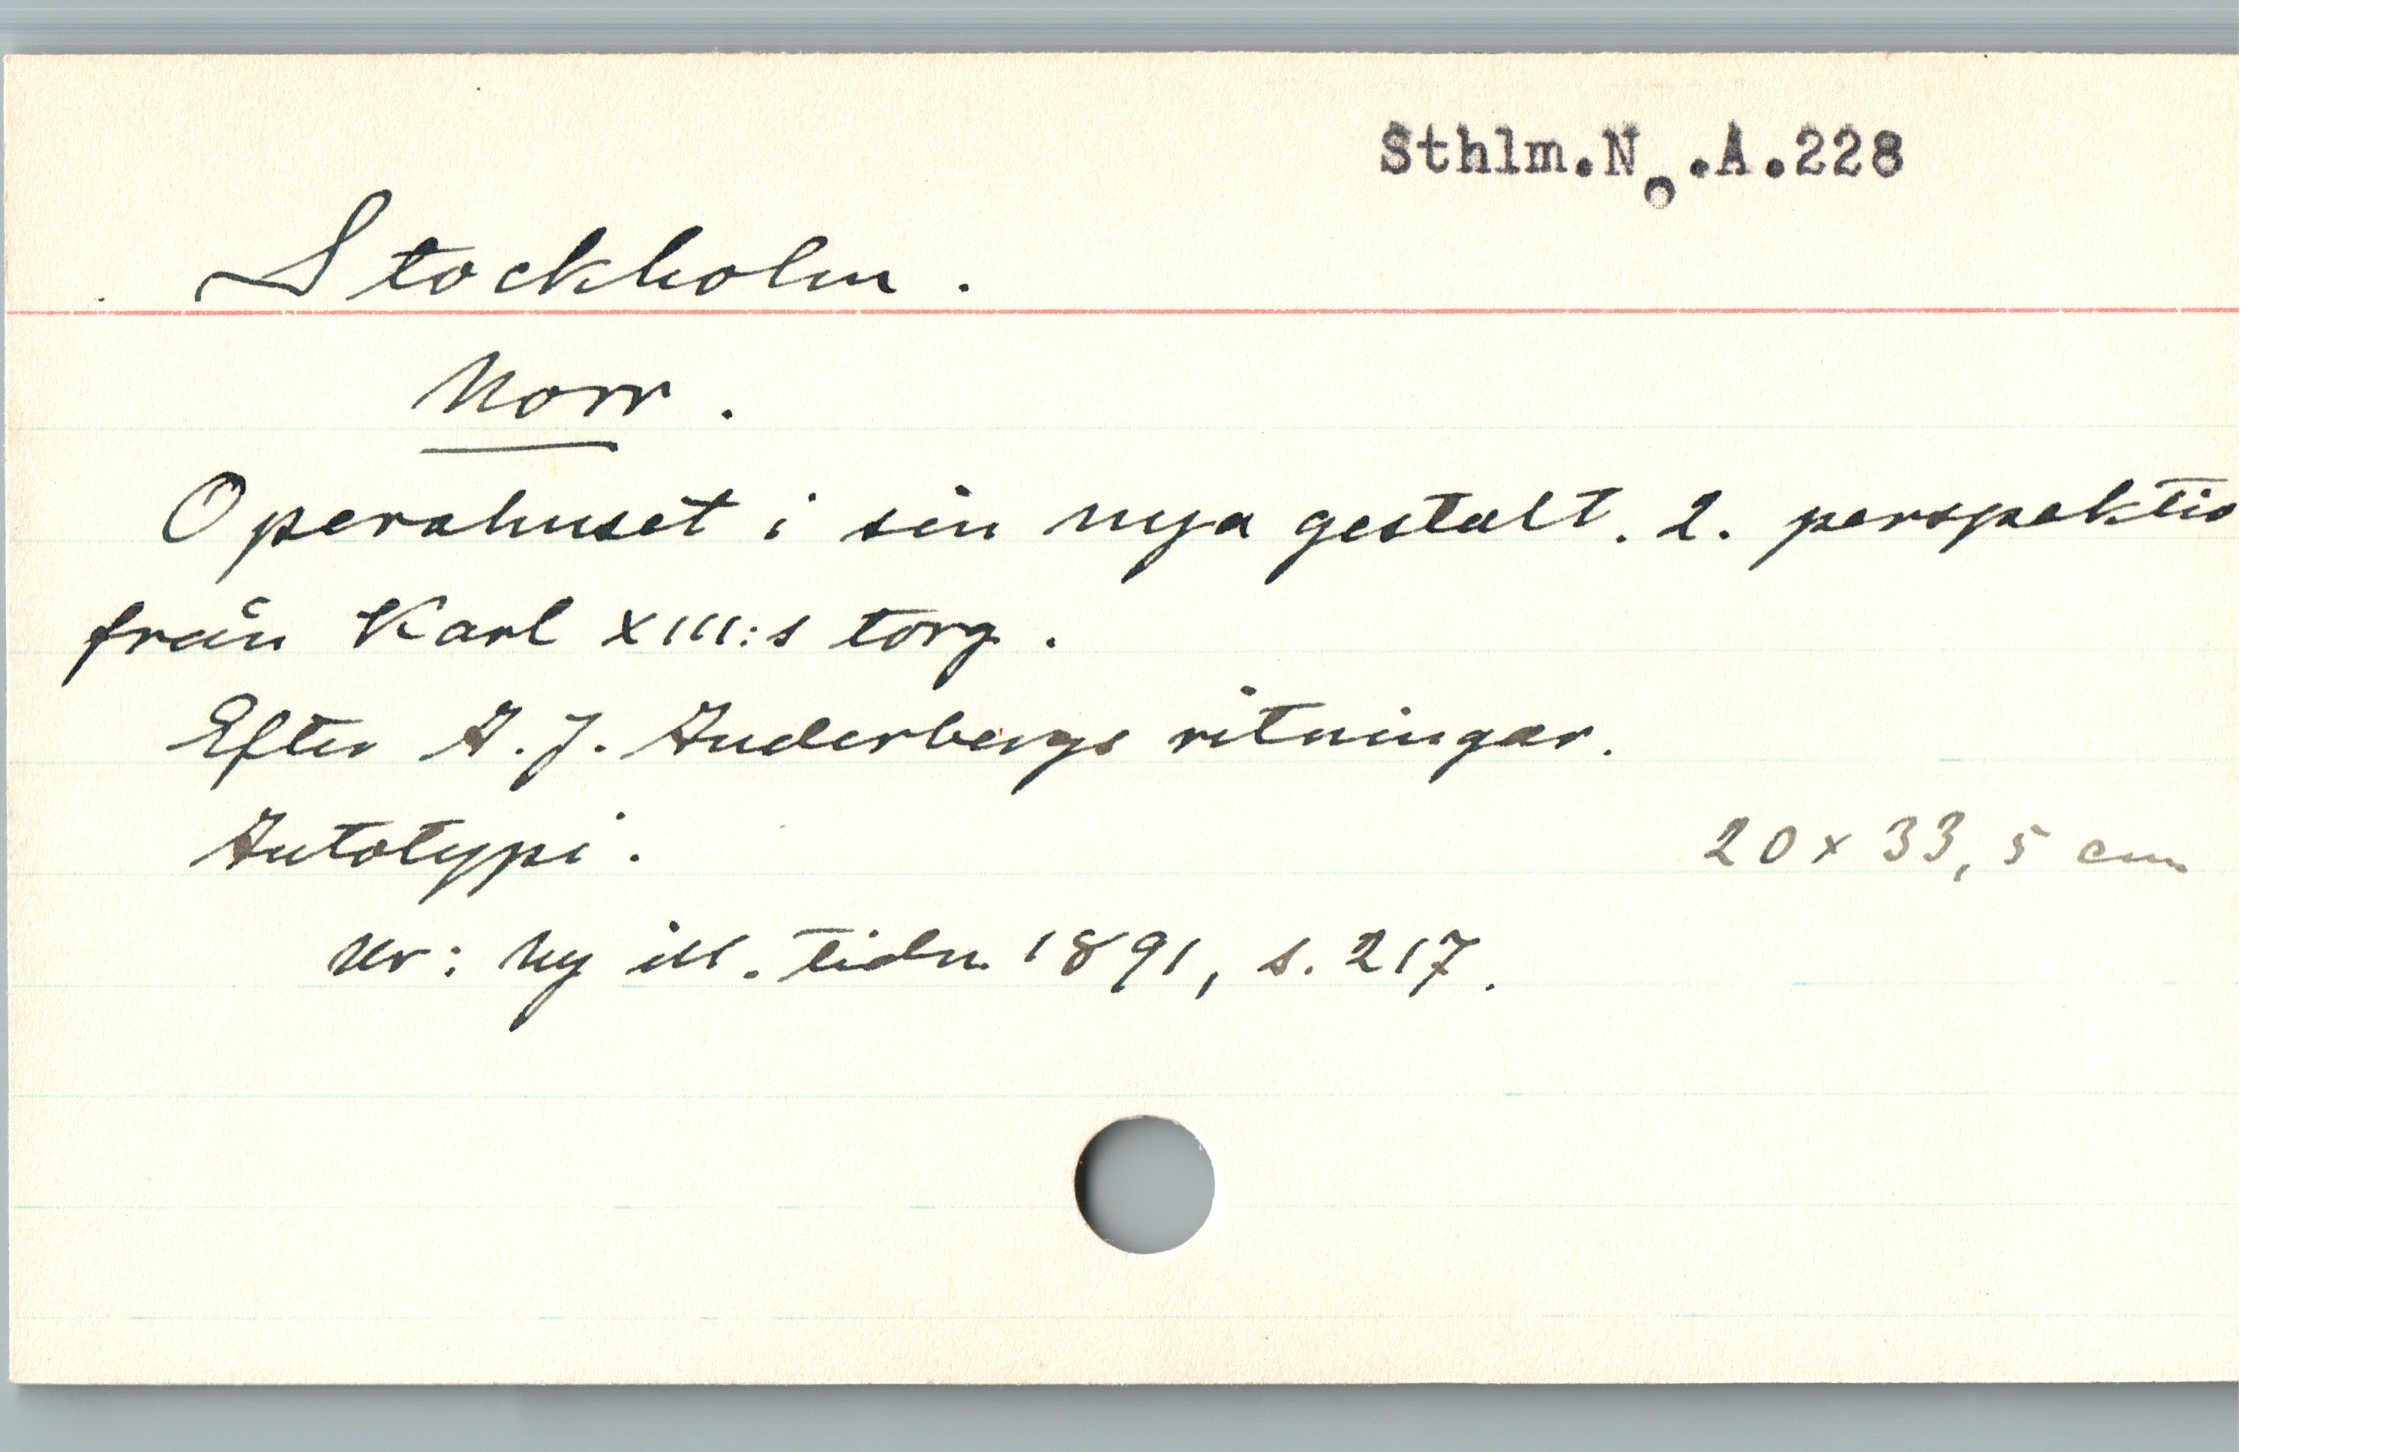 Sthlm.No.A.228
Stockholm.
Norr.
Operahuset i sin nya gestalt. 2. perspektiv
från Karl XIII:s torg.
Efter A. J. Anderbergs ritningar.
Autotypi.
20 x 33,5 cm
Ur: Ny ill. tidn. 1891, s. 217.